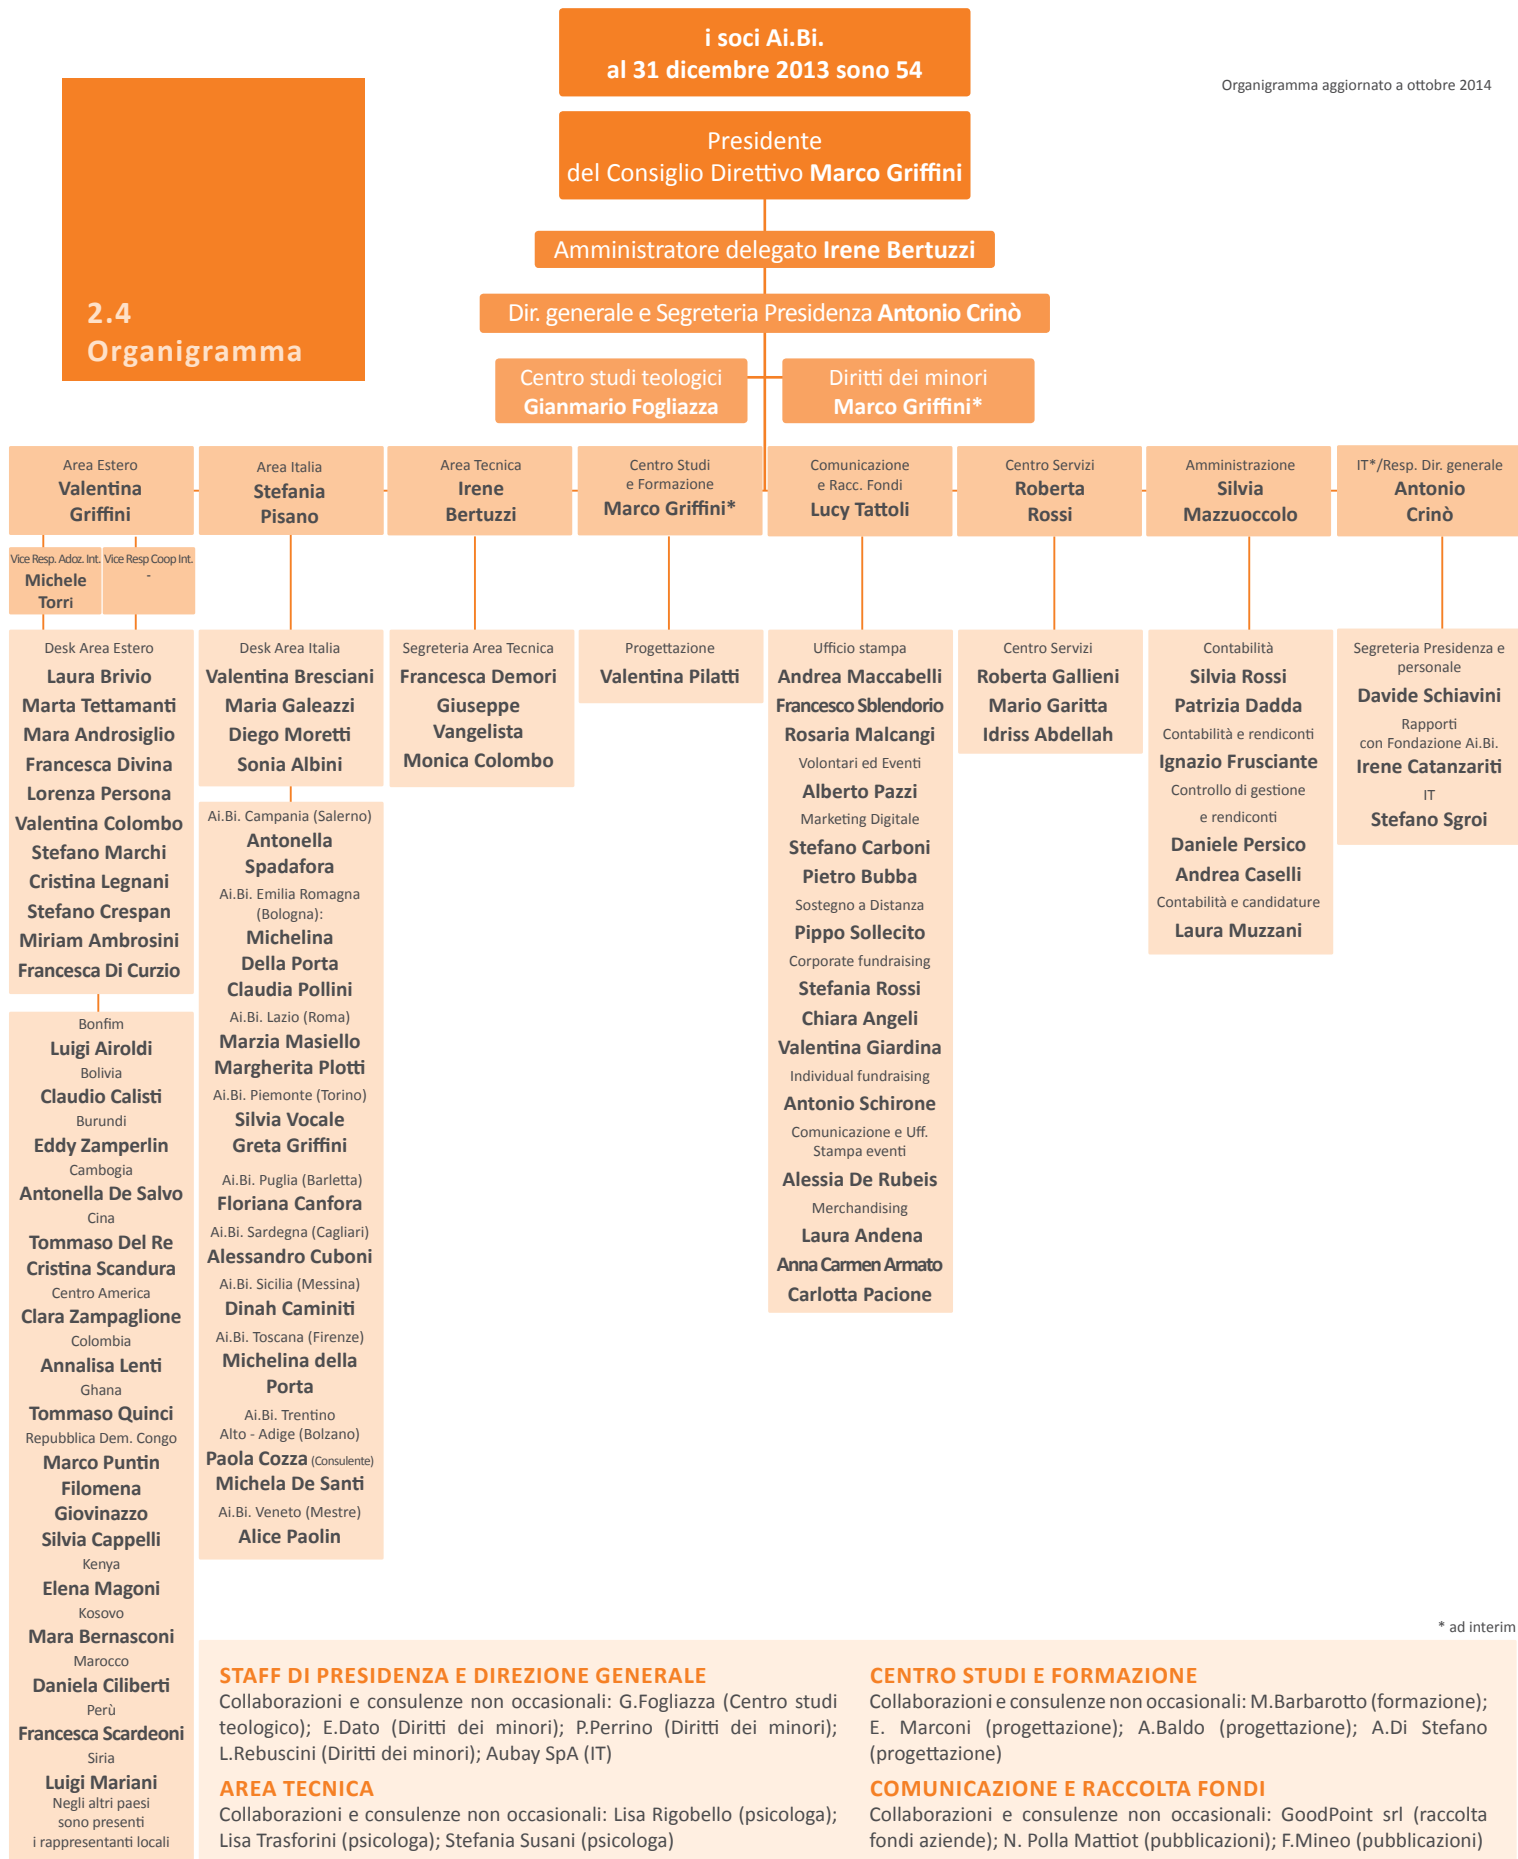 i soci Ai.Bi.
al 31 dicembre 2013 sono 54
Organigramma aggiornato a ottobre 2014
2.4
Organigramma
Presidente
del Consiglio Direttivo Marco Griffini
Amministratore delegato Irene Bertuzzi
Dir. generale e Segreteria Presidenza Antonio Crinò
Centro studi teologici
Gianmario Fogliazza
Diritti dei minori
Marco Griffini*
Area Estero
Valentina
Griffini
Area Italia
Stefania
Pisano
Area Tecnica
Irene
Bertuzzi
Centro Studi
e Formazione
Marco Griffini*
Comunicazione
e Racc. Fondi
Lucy Tattoli
Centro Servizi
Roberta
Rossi
Amministrazione
Silvia
Mazzuoccolo
IT*/Resp. Dir. generale
Antonio
Crinò
Vice Resp. Adoz. Int.
Michele
Torri
Vice Resp Coop Int.
-
Desk Area Estero
Laura Brivio
Marta Tettamanti
Mara Androsiglio
Francesca Divina
Lorenza Persona
Valentina Colombo
Stefano Marchi
Cristina Legnani
Stefano Crespan
Miriam Ambrosini
Francesca Di Curzio
Bonfim
Luigi Airoldi
Bolivia
Claudio Calisti
Burundi
Eddy Zamperlin
Cambogia
Antonella De Salvo
Cina
Tommaso Del Re
Cristina Scandura
Centro America
Clara Zampaglione
Colombia
Annalisa Lenti
Ghana
Tommaso Quinci
Repubblica Dem. Congo
Marco Puntin
Filomena
Giovinazzo
Silvia Cappelli
Kenya
Elena Magoni
Kosovo
Mara Bernasconi
Marocco
Daniela Ciliberti
Perù
Francesca Scardeoni
Siria
Luigi Mariani
Negli altri paesi
sono presenti
i rappresentanti locali
Desk Area Italia
Valentina Bresciani
Maria Galeazzi
Diego Moretti
Sonia Albini
Ai.Bi. Campania (Salerno)
Antonella
Spadafora
Ai.Bi. Emilia Romagna
(Bologna):
Michelina
Della Porta
Claudia Pollini
Ai.Bi. Lazio (Roma)
Marzia Masiello
Margherita Plotti
Ai.Bi. Piemonte (Torino)
Silvia Vocale
Greta Griffini
Ai.Bi. Puglia (Barletta)
Floriana Canfora
Ai.Bi. Sardegna (Cagliari)
Alessandro Cuboni
Ai.Bi. Sicilia (Messina)
Dinah Caminiti
Ai.Bi. Toscana (Firenze)
Michelina della
Porta
Ai.Bi. Trentino
Alto - Adige (Bolzano)
Paola Cozza (Consulente)
Michela De Santi
Ai.Bi. Veneto (Mestre)
Alice Paolin
Segreteria Area Tecnica
Francesca Demori
Giuseppe
Vangelista
Monica Colombo
Progettazione
Valentina Pilatti
Ufficio stampa
Andrea Maccabelli
Francesco Sblendorio
Rosaria Malcangi
Volontari ed Eventi
Alberto Pazzi
Marketing Digitale
Stefano Carboni
Pietro Bubba
Sostegno a Distanza
Pippo Sollecito
Corporate fundraising
Stefania Rossi
Chiara Angeli
Valentina Giardina
Individual fundraising
Antonio Schirone
Comunicazione e Uff.
Stampa eventi
Alessia De Rubeis
Merchandising
Laura Andena
Anna Carmen Armato
Carlotta Pacione
Centro Servizi
Roberta Gallieni
Mario Garitta
Idriss Abdellah
Contabilità
Silvia Rossi
Patrizia Dadda
Contabilità e rendiconti
Ignazio Frusciante
Controllo di gestione
e rendiconti
Daniele Persico
Andrea Caselli
Contabilità e candidature
Laura Muzzani
Segreteria Presidenza e
personale
Davide Schiavini
Rapporti
con Fondazione Ai.Bi.
Irene Catanzariti
IT
Stefano Sgroi
* ad interim
STAFF DI PRESIDENZA E DIREZIONE GENERALE
Collaborazioni e consulenze non occasionali: G.Fogliazza (Centro studi
teologico); E.Dato (Diritti dei minori); P.Perrino (Diritti dei minori);
L.Rebuscini (Diritti dei minori); Aubay SpA (IT)
AREA TECNICA
Collaborazioni e consulenze non occasionali: Lisa Rigobello (psicologa);
Lisa Trasforini (psicologa); Stefania Susani (psicologa)
CENTRO STUDI E FORMAZIONE
Collaborazioni e consulenze non occasionali: M.Barbarotto (formazione);
E. Marconi (progettazione); A.Baldo (progettazione); A.Di Stefano
(progettazione)
COMUNICAZIONE E RACCOLTA FONDI
Collaborazioni e consulenze non occasionali: GoodPoint srl (raccolta
fondi aziende); N. Polla Mattiot (pubblicazioni); F.Mineo (pubblicazioni)